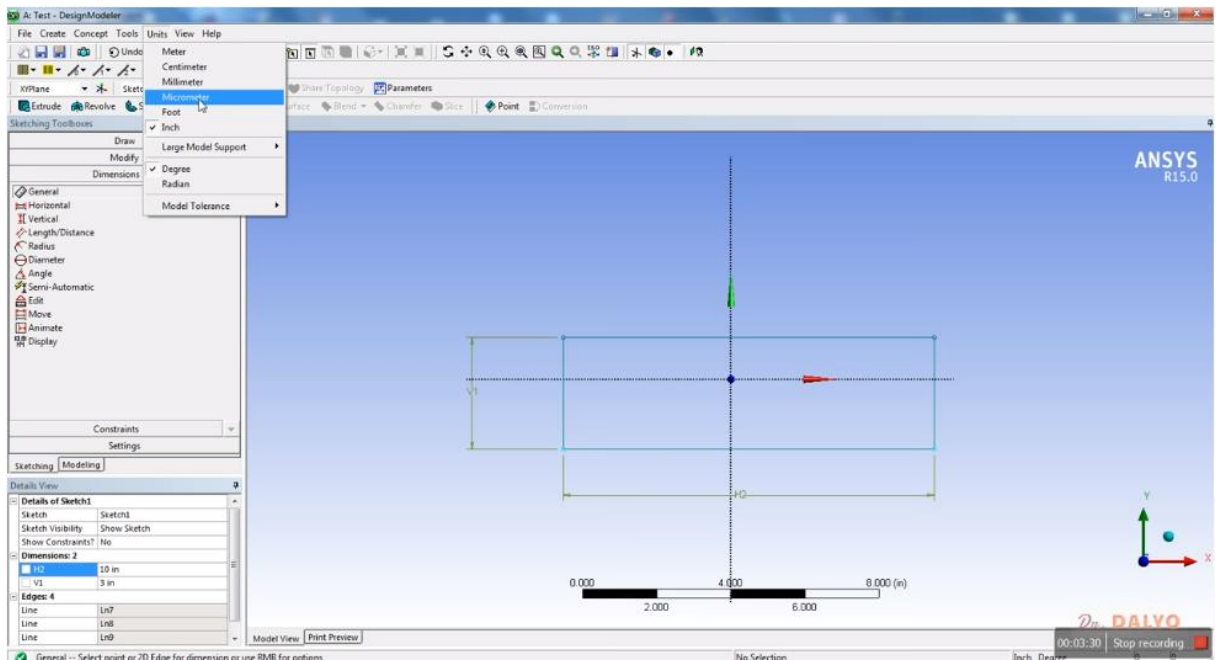 A: Test - DesignModeler
File Create Concept Tools Units View Help
Undo
Meter
Centimeter
Millimeter
Micrometer
Foot
Inch
Large Model Support
Degree
Radian
Model Tolerance
XYPlane
Share Topology Parameters
Extrude Revolve
Blend Chamfer Slice Point Conversion
Sketching Toolboxes
Draw
Modify
Dimensions
General
Horizontal
Vertical
Length/Distance
Radius
Diameter
Angle
Semi-Automatic
Edit
Move
Animate
Display
Constraints
Settings
Sketching Modeling
Details View
Details of Sketch1
Sketch Sketch1
Sketch Visibility Show Sketch
Show Constraints? No
Dimensions: 2
H2 10 in
V1 3 in
Edges: 4
Line Ln7
Line Ln8
Line Ln9
ANSYS
R15.0
V1
H2
Y
X
0.000 4.000 8.000 (in)
2.000 6.000
Model View Print Preview
Dr. DALYO
00:03:30 Stop recording
General -- Select point or 2D Edge for dimension or use RMB for options
No Selection
Inch Degree 0 0